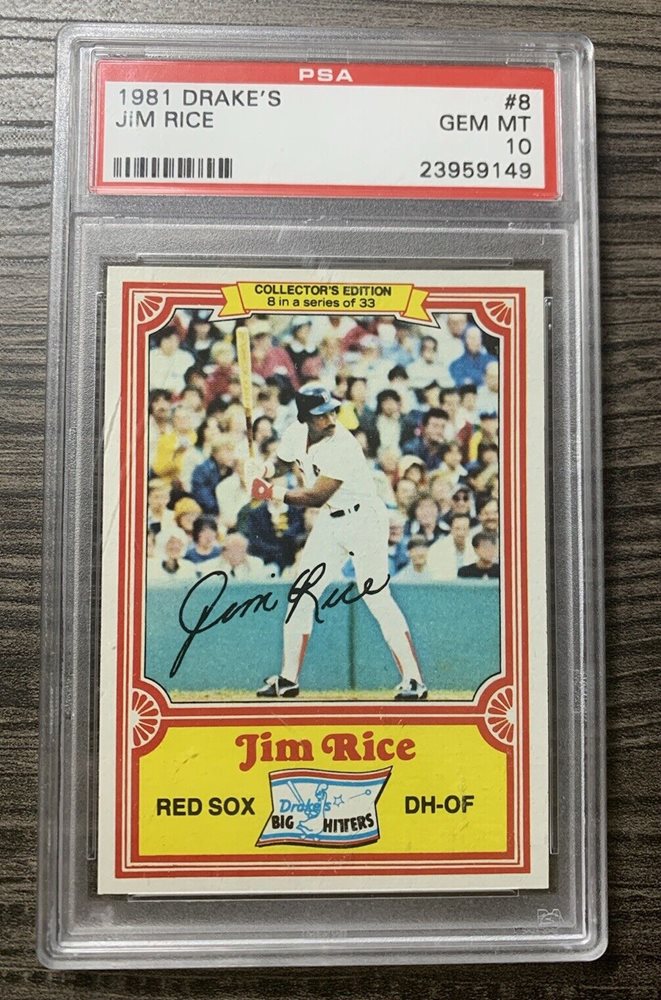 PSA
1981 DRAKE'S #8
JIM RICE GEM MT
10
23959149
COLLECTOR'S EDITION
8 in a series of 33
Jim Rice
Jim Rice
RED SOX Drake's DH-OF
BIG HITTERS
PSA